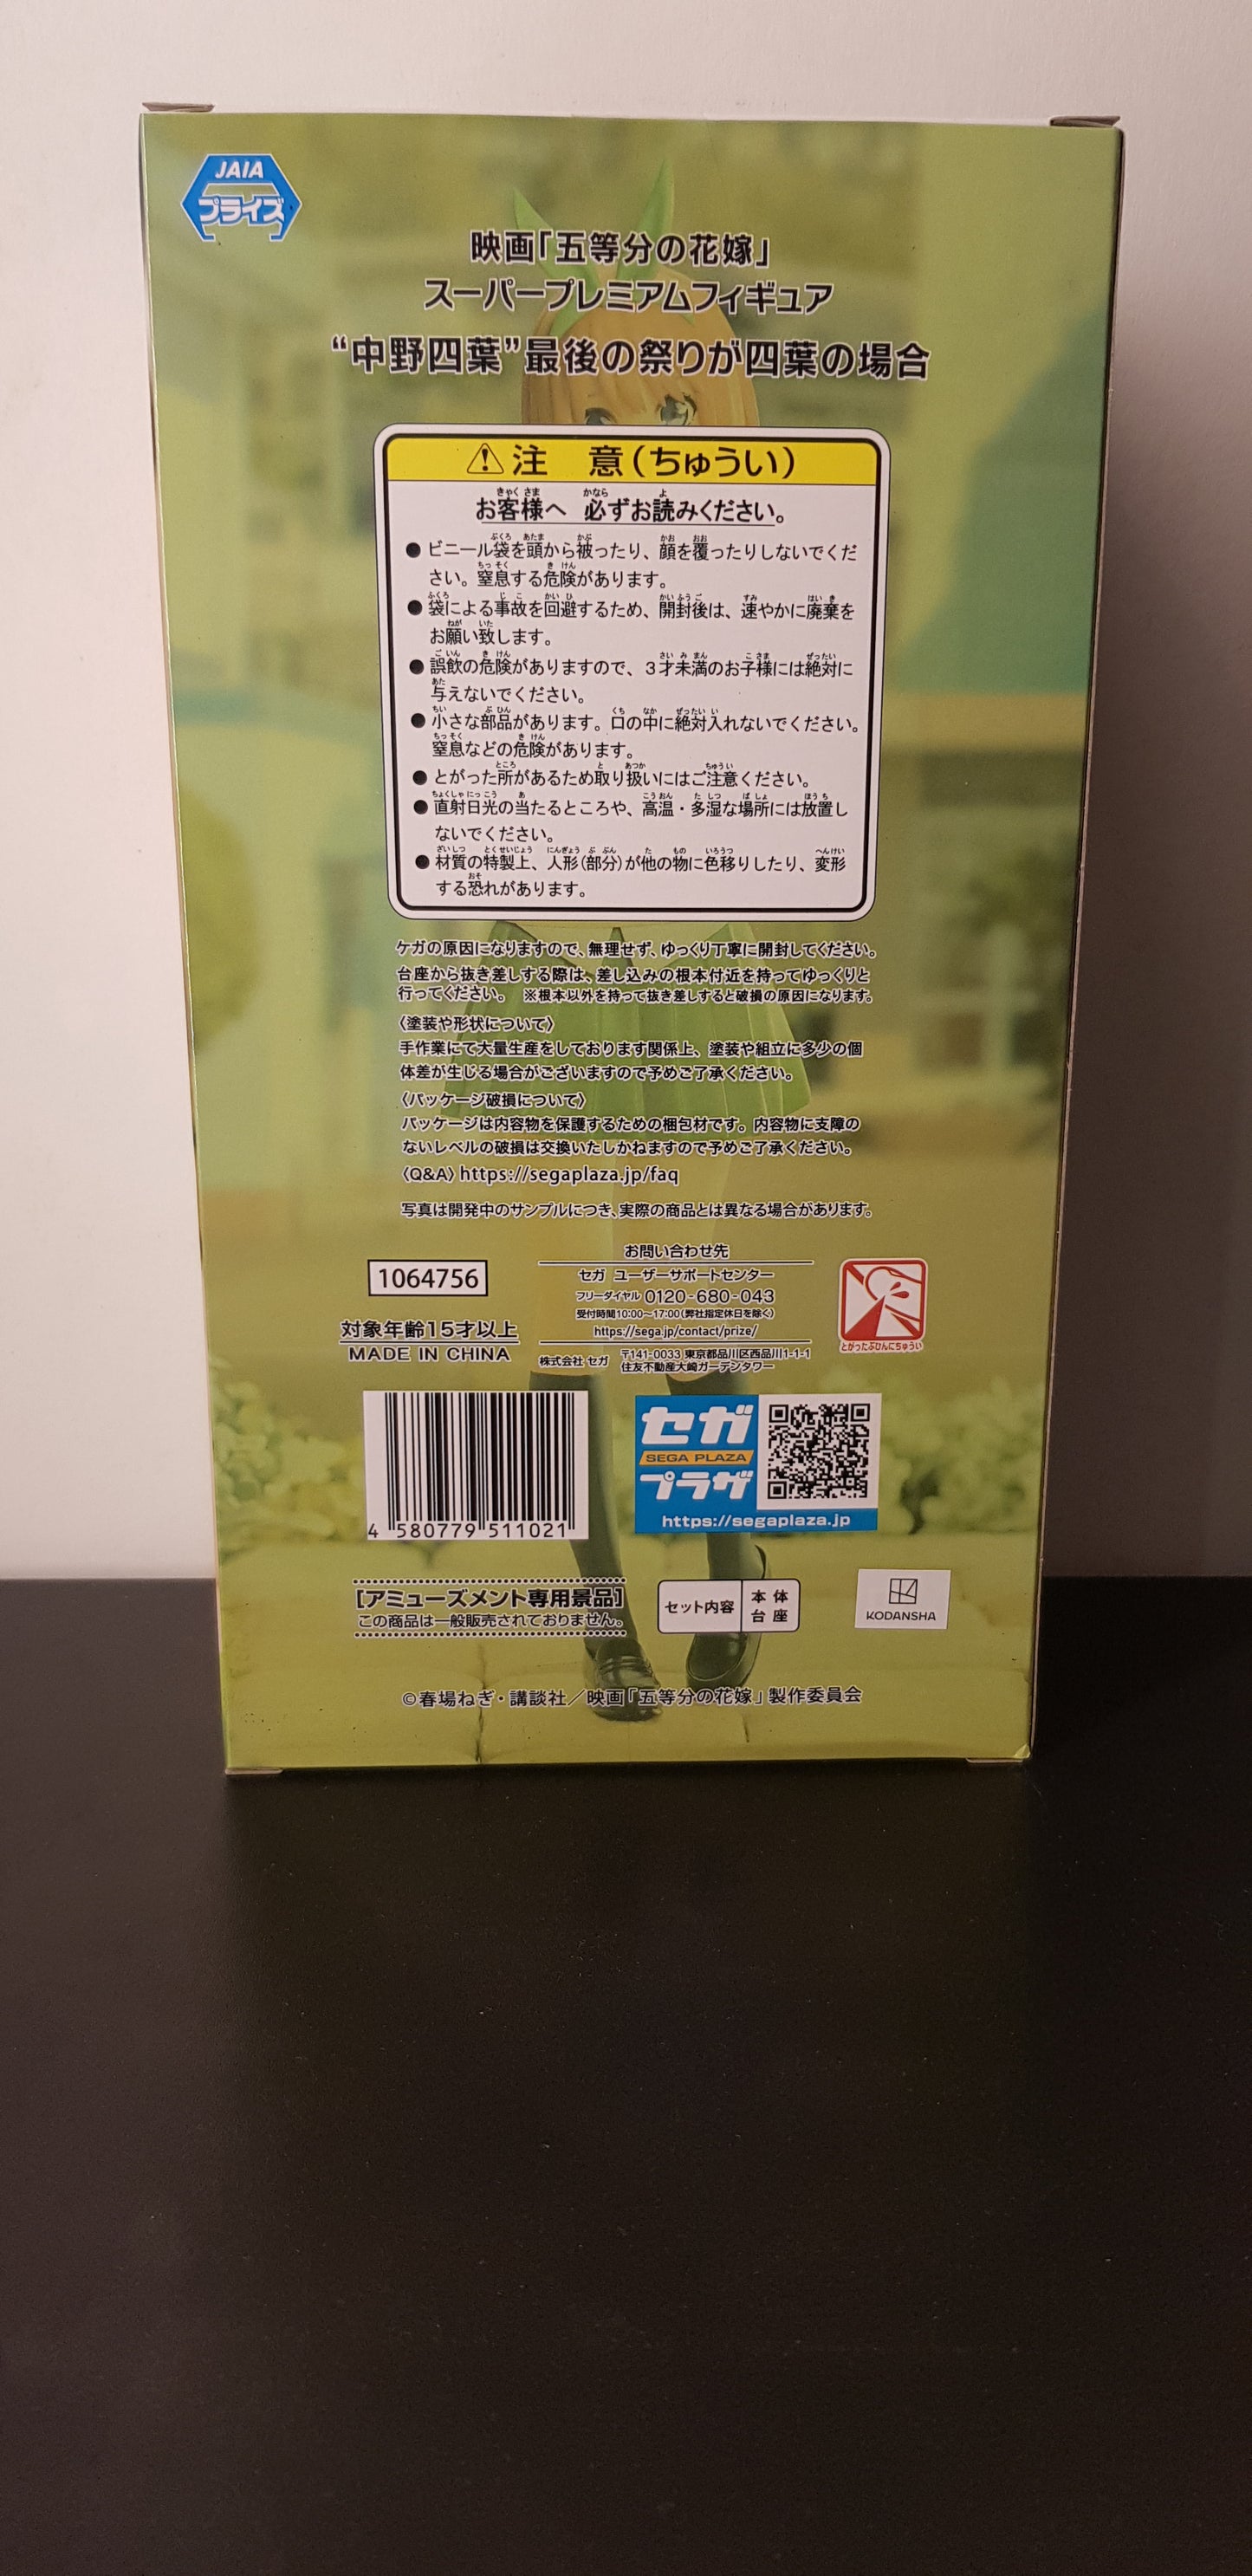 JAIA
プライズ
映画「五等分の花嫁」
スーパープレミアムフィギュア
“中野四葉”最後の祭りが四葉の場合
注 意(ちゅうい)
お客様へ 必ずお読みください。
●ビニール袋を頭から被ったり、顔を覆ったりしないでくだ
さい。窒息する危険があります。
●袋による事故を回避するため、開封後は、速やかに廃棄を
お願い致します。
●誤飲の危険がありますので、3才未満のお子様には絶対に
与えないでください。
●小さな部品があります。口の中に絶対入れないでください。
窒息などの危険があります。
●とがった所があるため取り扱いにはご注意ください。
●直射日光の当たるところや、高温・多湿な場所には放置し
ないでください。
●材質の特製上、人形(部分)が他の物に色移りしたり、変形
する恐れがあります。
ケガの原因になりますので、無理せず、ゆっくり丁寧に開封してください。
台座から抜き差しする際は、差し込みの根本付近を持ってゆっくりと
行ってください。 ※根本以外を持って抜き差しすると破損の原因になります。
〈塗装や形状について〉
手作業にて大量生産をしております関係上、塗装や組立に多少の個
体差が生じる場合がございますので予めご了承ください。
〈パッケージ破損について〉
パッケージは内容物を保護するための梱包材です。内容物に支障の
ないレベルの破損は交換いたしかねますので予めご了承ください。
〈Q&A〉https://segaplaza.jp/faq
写真は開発中のサンプルにつき、実際の商品とは異なる場合があります。
1064756
対象年齢15才以上
MADE IN CHINA
お問い合わせ先
セガ ユーザーサポートセンター
フリーダイヤル 0120-680-043
受付時間10:00〜17:00(弊社指定休日を除く)
https://sega.jp/contact/prize/
株式会社 セガ 〒141-0033 東京都品川区西品川1-1-1
住友不動産大崎ガーデンタワー
とがったぶひんにちゅうい
4 580779 511021
セガ
SEGA PLAZA
プラザ
https://segaplaza.jp
[アミューズメント専用景品]
この商品は一般販売されておりません。
セット内容 本体
台座
KODANSHA
©春場ねぎ・講談社／映画「五等分の花嫁」製作委員会